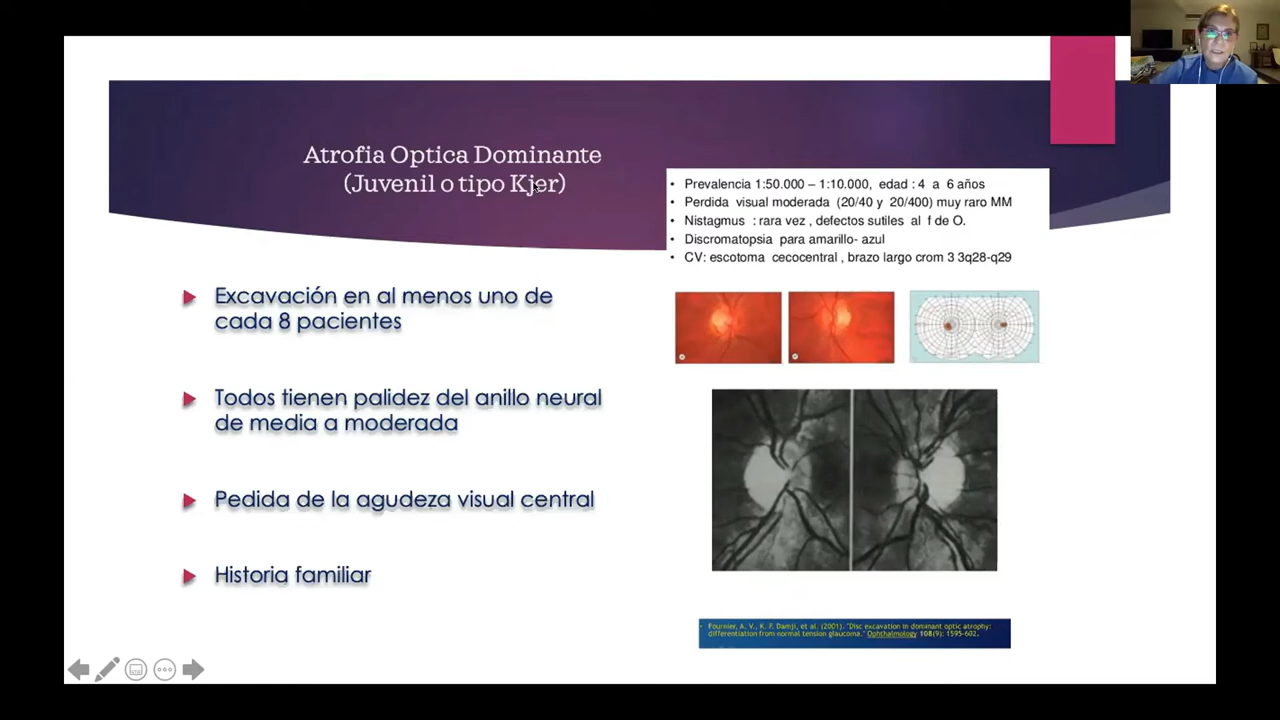 Atrofia Optica Dominante
(Juvenil o tipo Kjer)
• Prevalencia 1:50.000 – 1:10.000, edad : 4 a 6 años
• Perdida visual moderada (20/40 y 20/400) muy raro MM
• Nistagmus : rara vez , defectos sutiles al f de O.
• Discromatopsia para amarillo- azul
• CV: escotoma cecocentral , brazo largo crom 3 3q28-q29
Excavación en al menos uno de
cada 8 pacientes
Todos tienen palidez del anillo neural
de media a moderada
Pedida de la agudeza visual central
Historia familiar
• Fournier, A. V., K. F. Damji, et al. (2001). "Disc excavation in dominant optic atrophy:
differentiation from normal tension glaucoma." Ophthalmology 108(9): 1595-602.